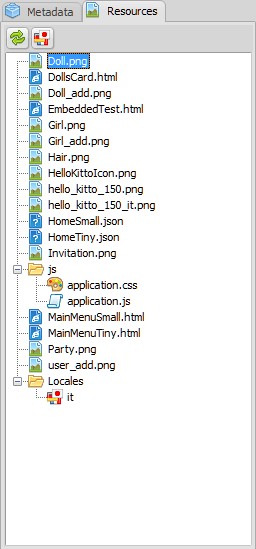 Metadata Resources
Doll.png
DollsCard.html
Doll_add.png
EmbeddedTest.html
Girl.png
Girl_add.png
Hair.png
HelloKittoIcon.png
hello_kitto_150.png
hello_kitto_150_it.png
HomeSmall.json
HomeTiny.json
Invitation.png
js
application.css
application.js
MainMenuSmall.html
MainMenuTiny.html
Party.png
user_add.png
Locales
it